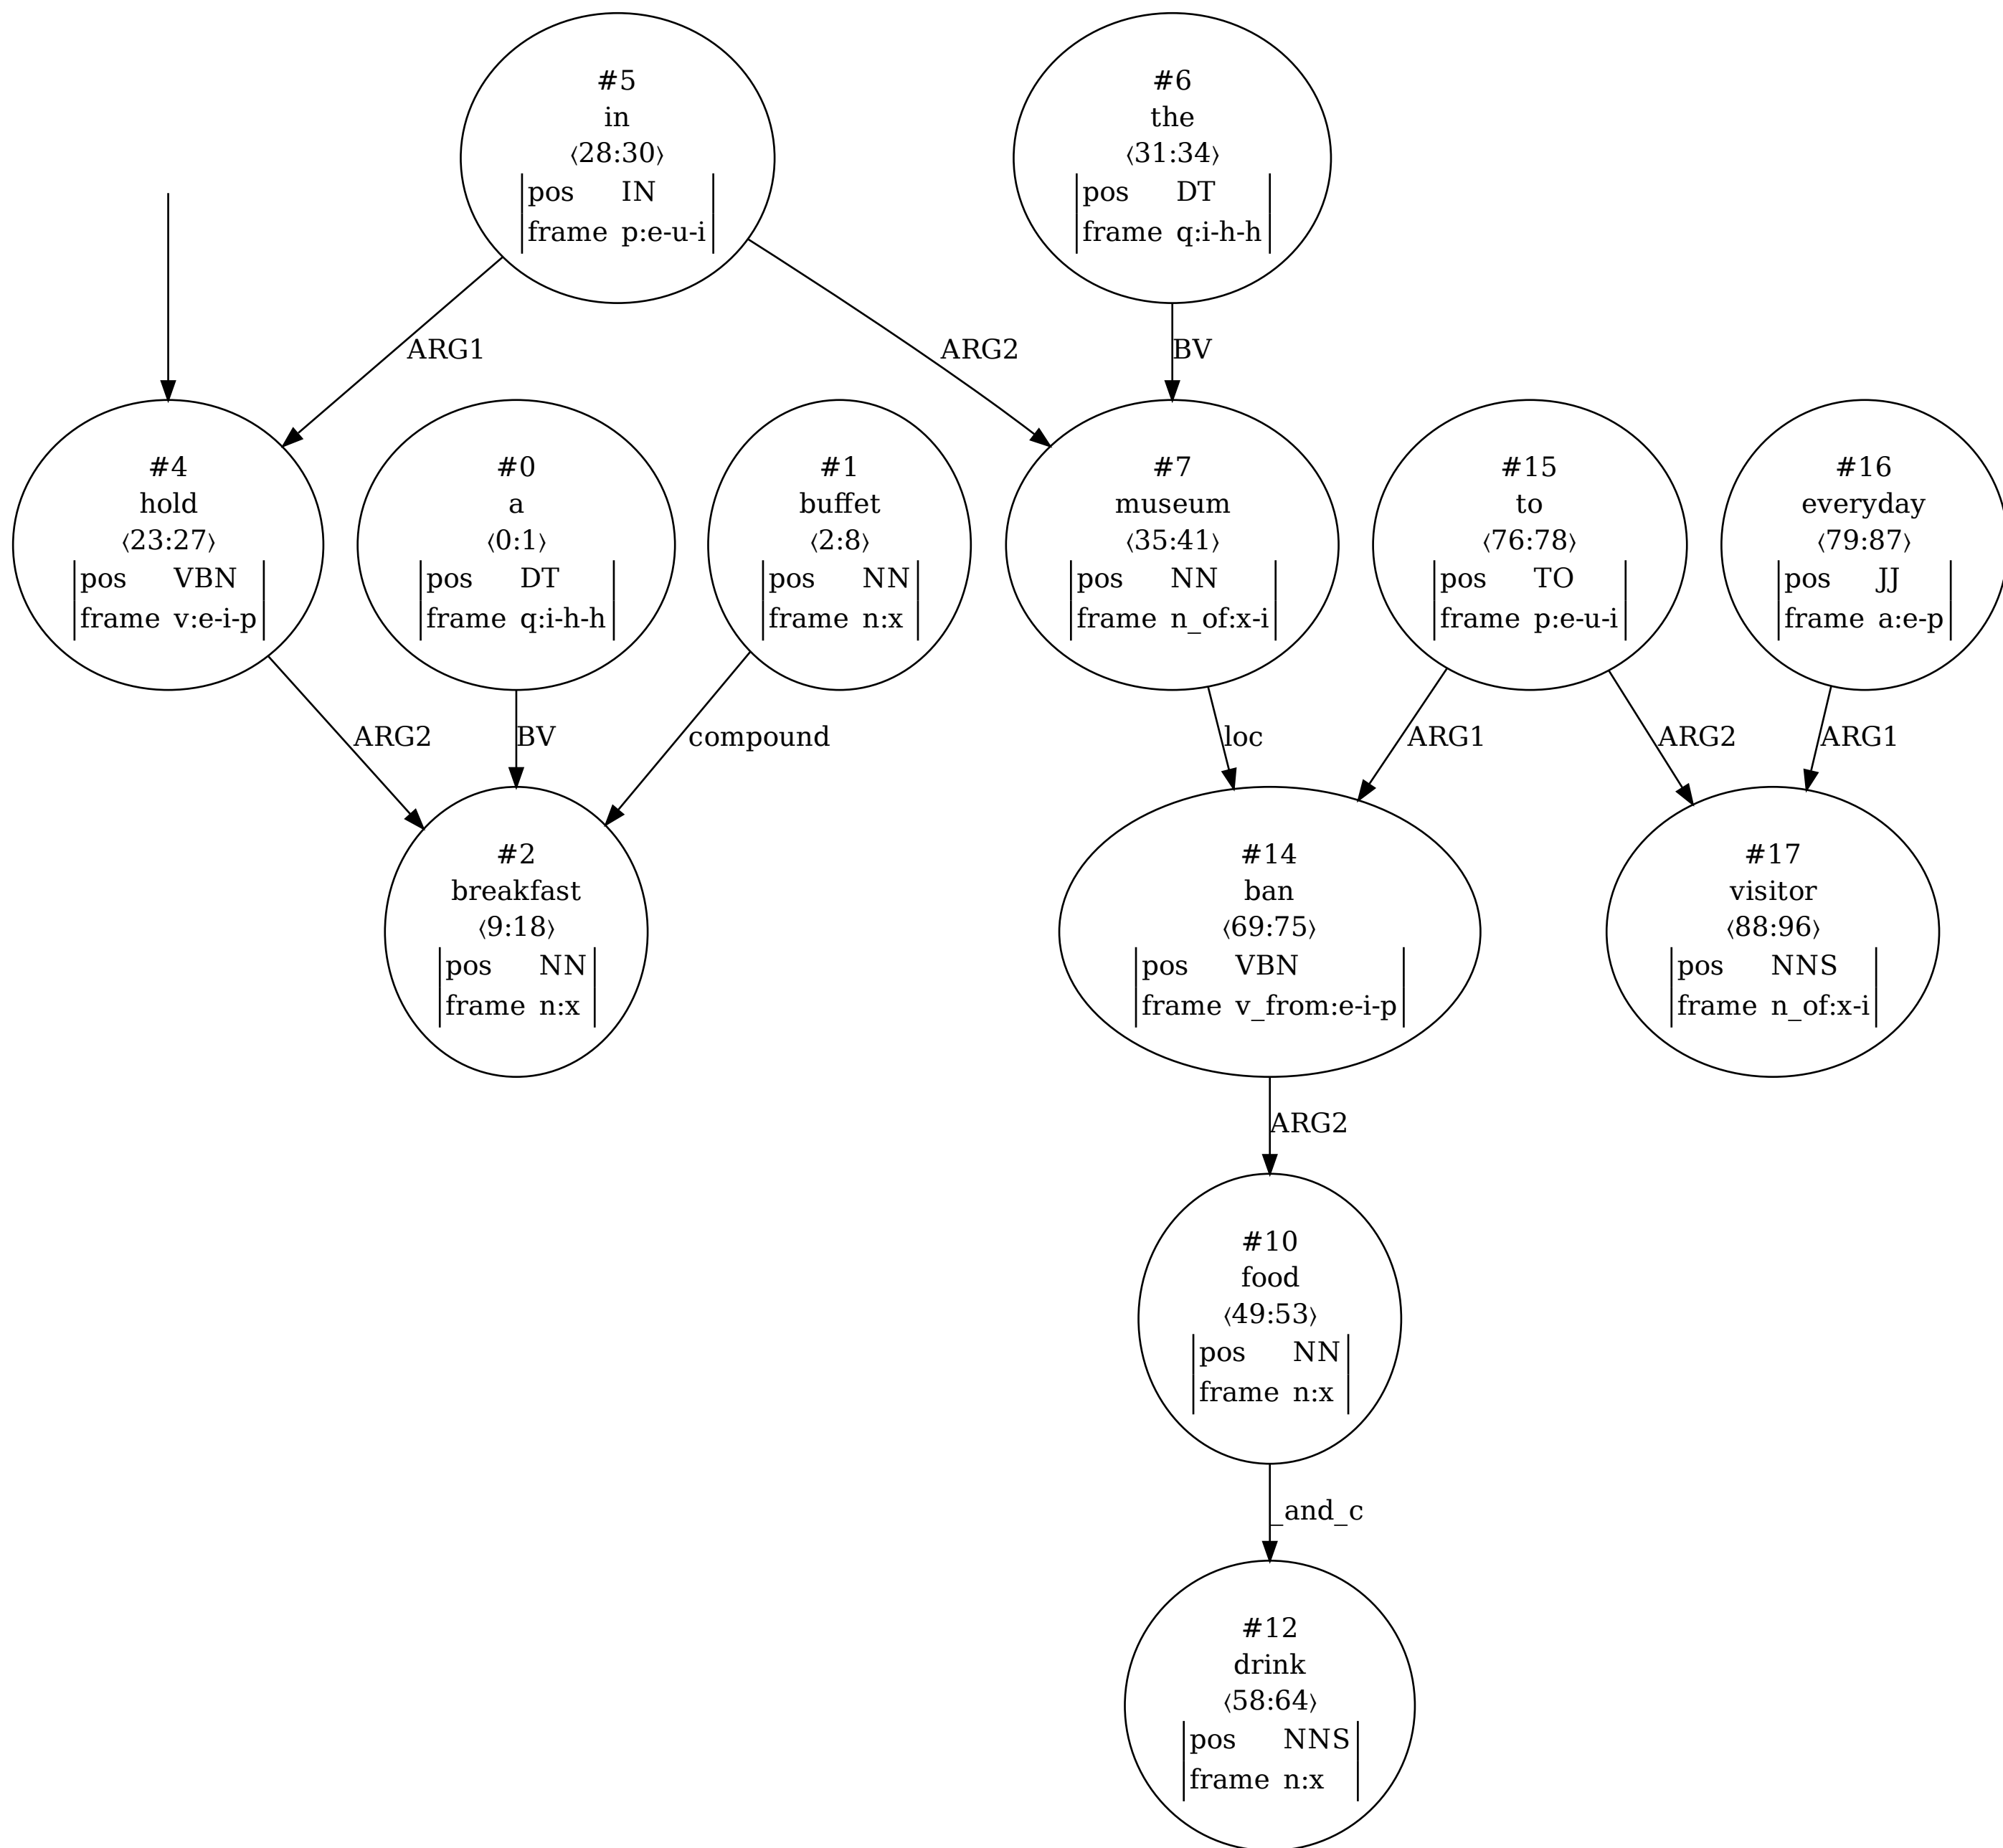 #5
in
⟨28:30⟩
pos IN
frame p:e-u-i
#6
the
⟨31:34⟩
pos DT
frame q:i-h-h
ARG1
ARG2
BV
#4
hold
⟨23:27⟩
pos VBN
frame v:e-i-p
#0
a
⟨0:1⟩
pos DT
frame q:i-h-h
#1
buffet
⟨2:8⟩
pos NN
frame n:x
#7
museum
⟨35:41⟩
pos NN
frame n_of:x-i
#15
to
⟨76:78⟩
pos TO
frame p:e-u-i
#16
everyday
⟨79:87⟩
pos JJ
frame a:e-p
ARG2
BV
compound
loc
ARG1
ARG2
ARG1
#2
breakfast
⟨9:18⟩
pos NN
frame n:x
#14
ban
⟨69:75⟩
pos VBN
frame v_from:e-i-p
#17
visitor
⟨88:96⟩
pos NNS
frame n_of:x-i
ARG2
#10
food
⟨49:53⟩
pos NN
frame n:x
_and_c
#12
drink
⟨58:64⟩
pos NNS
frame n:x